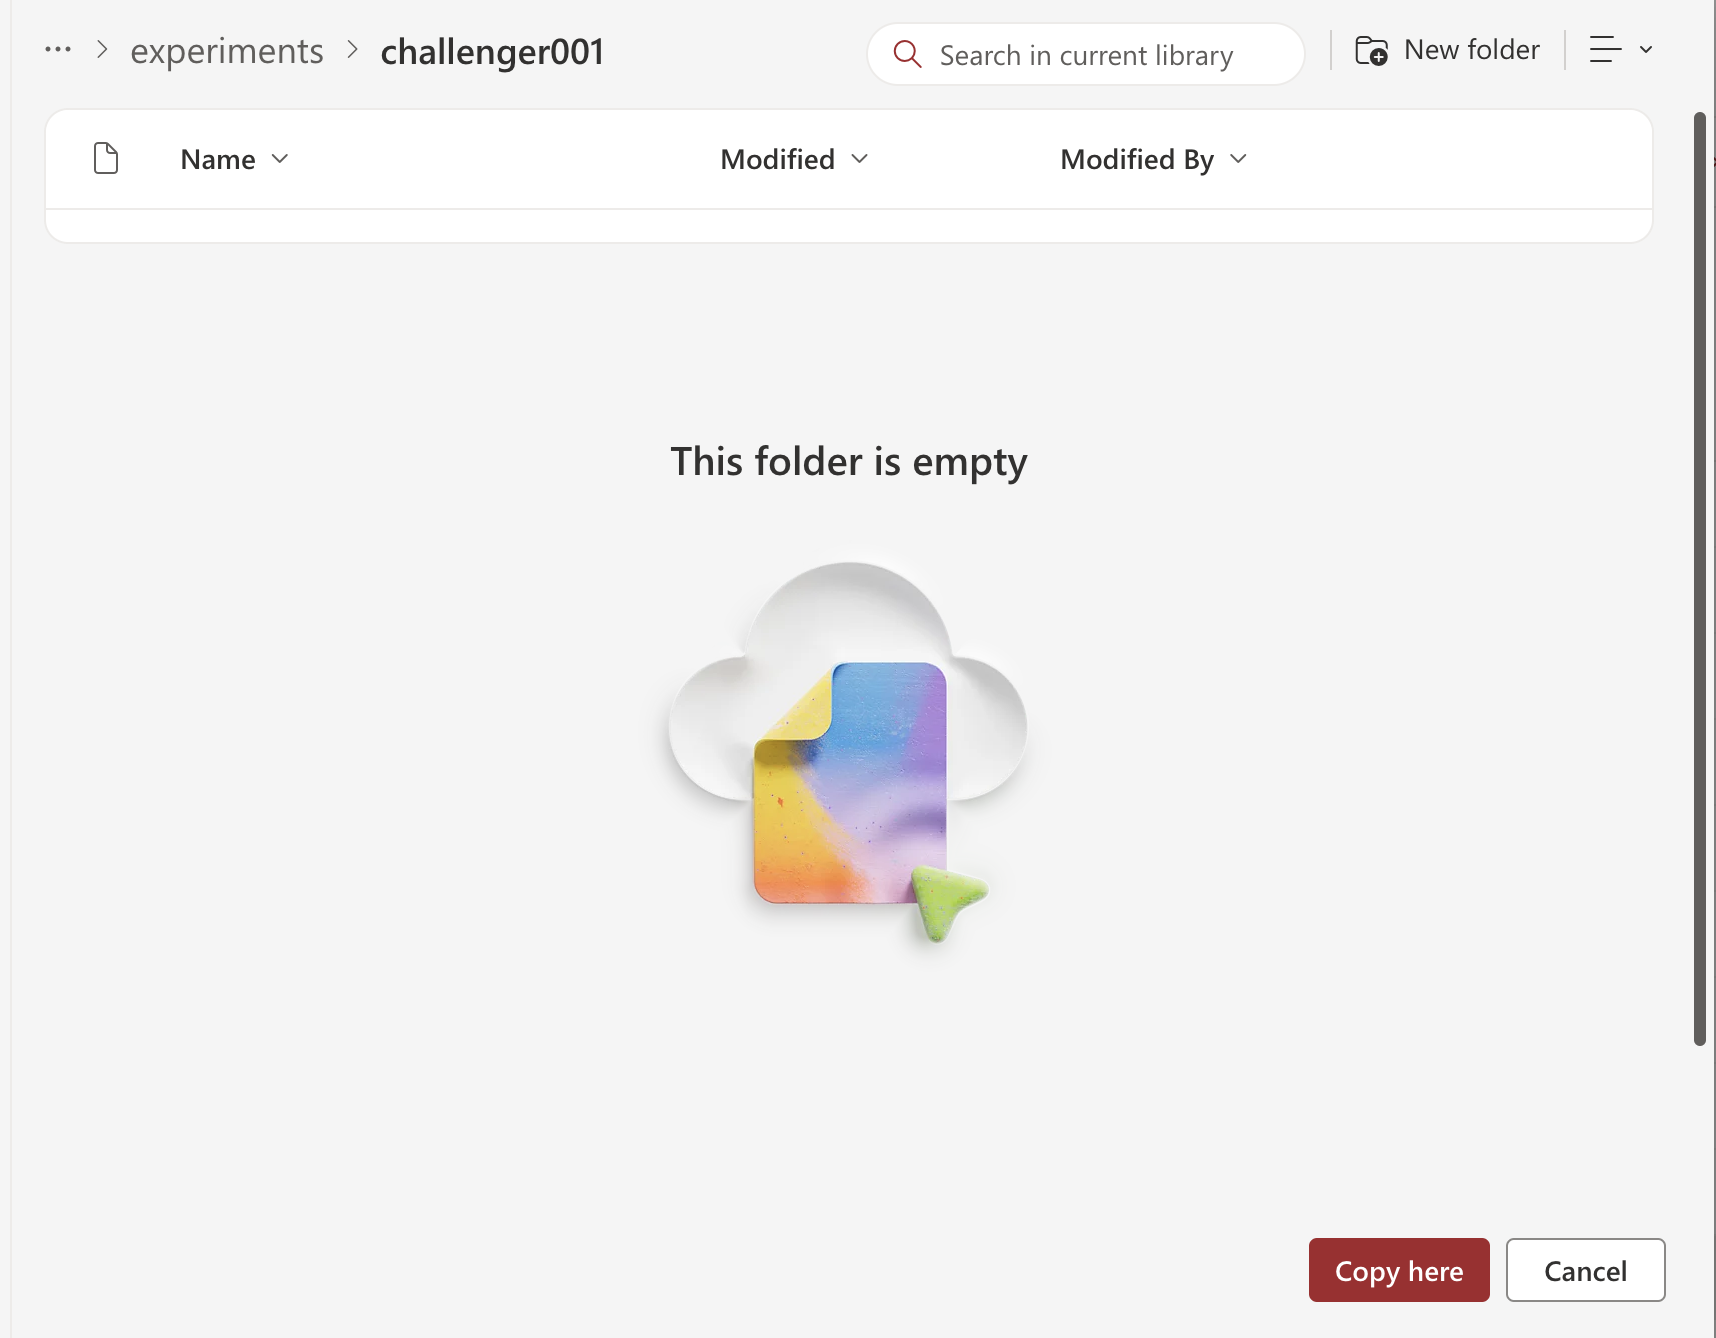 ··· > experiments > challenger001
Search in current library
New folder
Name
Modified
Modified By
This folder is empty
Copy here
Cancel